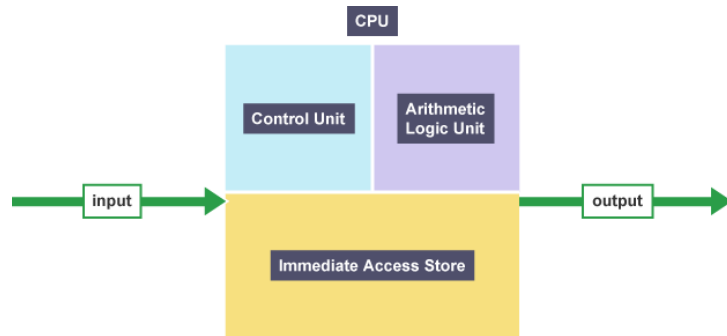 CPU
Control Unit
Arithmetic
Logic Unit
input
output
Immediate Access Store